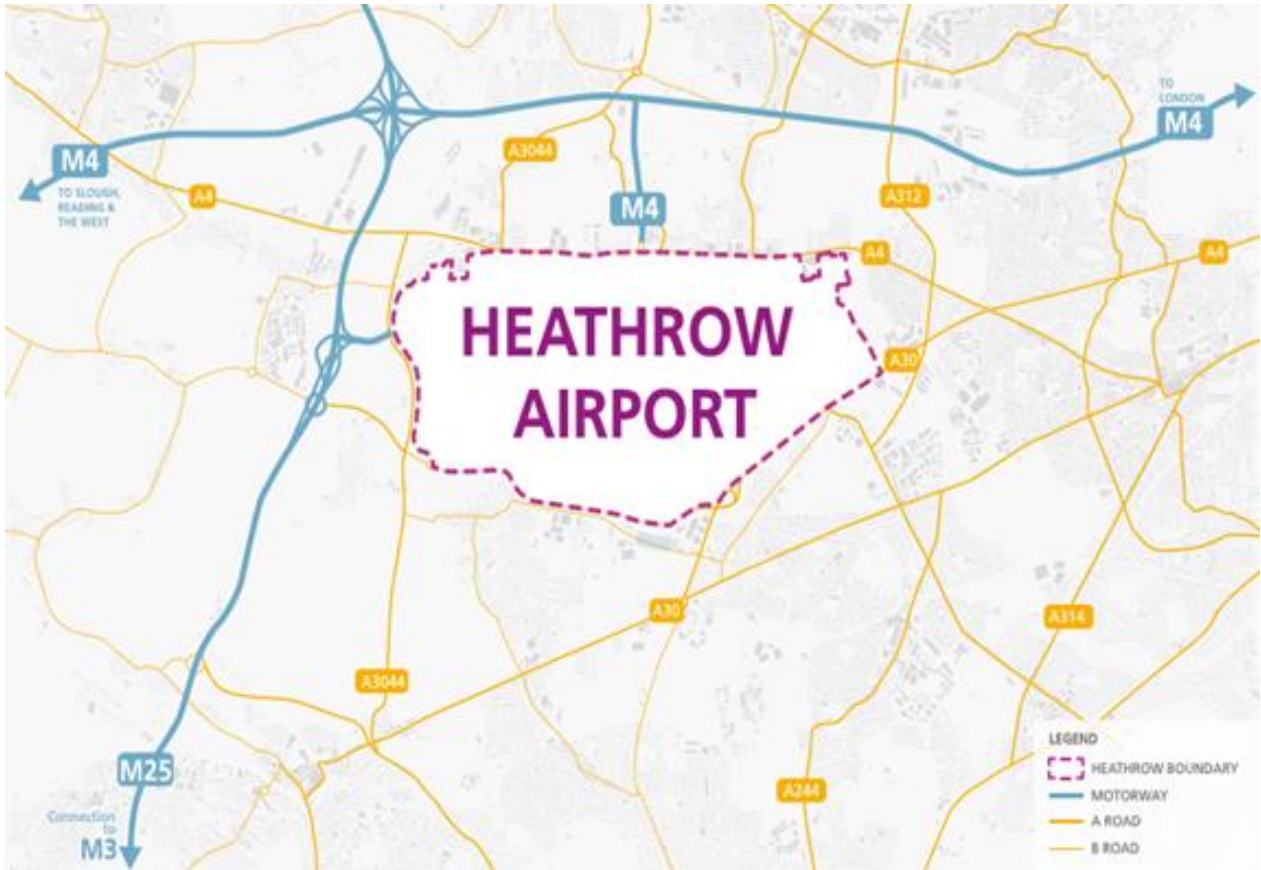 TO
LONDON
M4
M4
TO SLOUGH,
READING &
THE WEST
A3044
A4
M4
A312
A4
A4
HEATHROW
AIRPORT
A30
A30
A314
A3044
M25
A244
Connection
to
M3
LEGEND
HEATHROW BOUNDARY
MOTORWAY
A ROAD
B ROAD